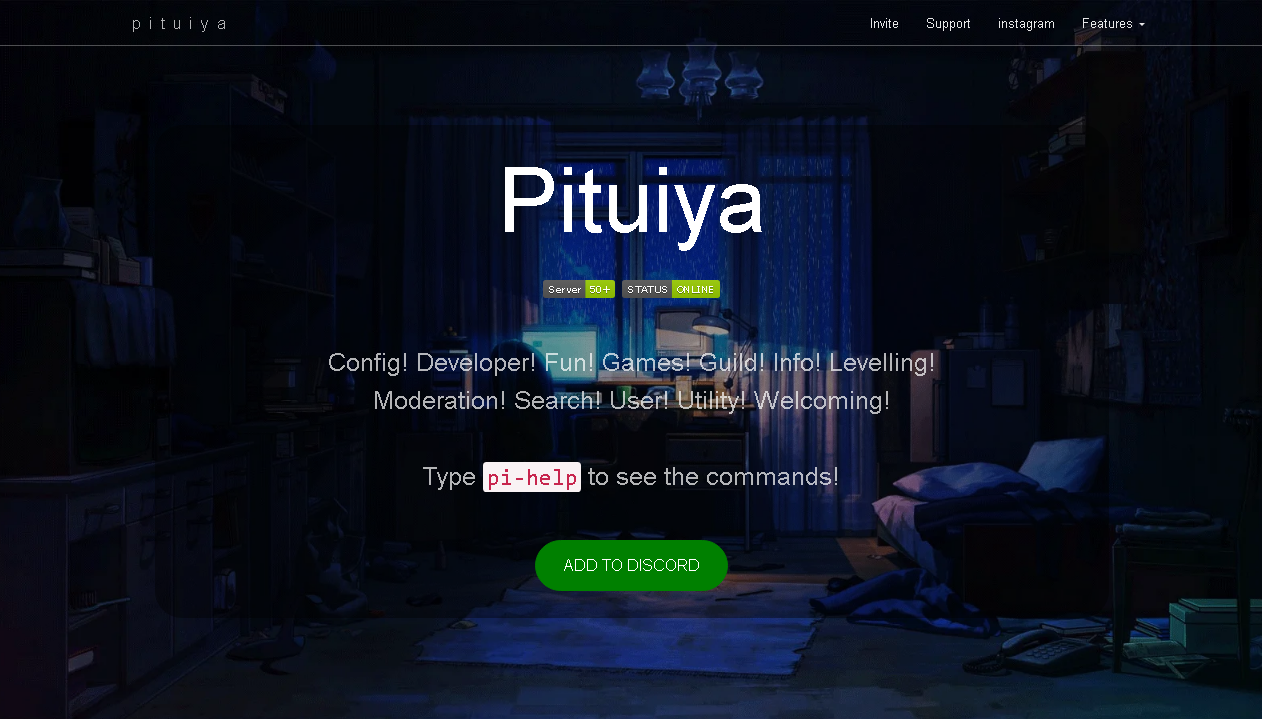 pituiya
Invite Support instagram Features
Pituiya
Server 50+ STATUS ONLINE
Config! Developer! Fun! Games! Guild! Info! Levelling!
Moderation! Search! User! Utility! Welcoming!
Type pi-help to see the commands!
ADD TO DISCORD